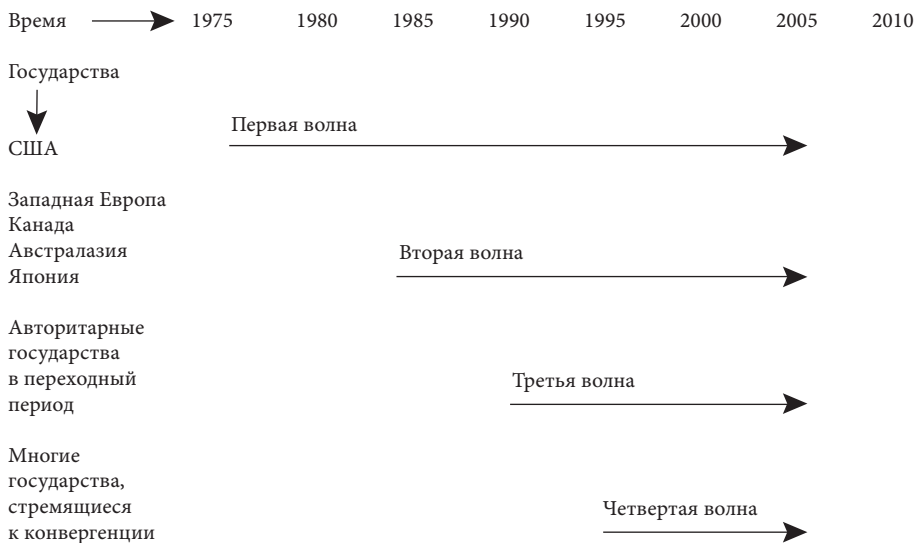 Время 1975 1980 1985 1990 1995 2000 2005 2010
Государства
Первая волна
США
Западная Европа
Канада
Австралазия
Вторая волна
Япония
Авторитарные
государства
в переходный
Третья волна
период
Многие
государства,
стремящиеся
Четвертая волна
к конвергенции